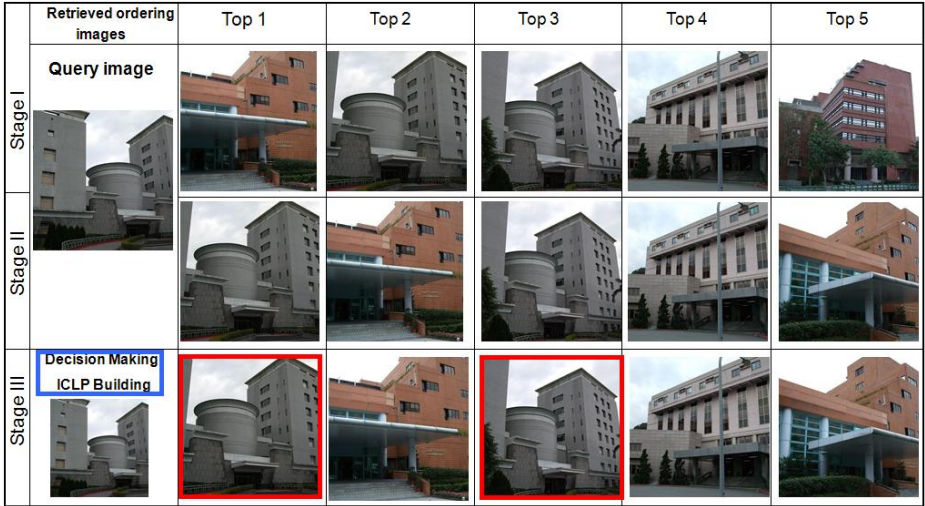 Retrieved ordering
images
Top 1
Top 2
Top 3
Top 4
Top 5
Stage I
Query image
Stage II
Stage III
Decision Making
ICLP Building